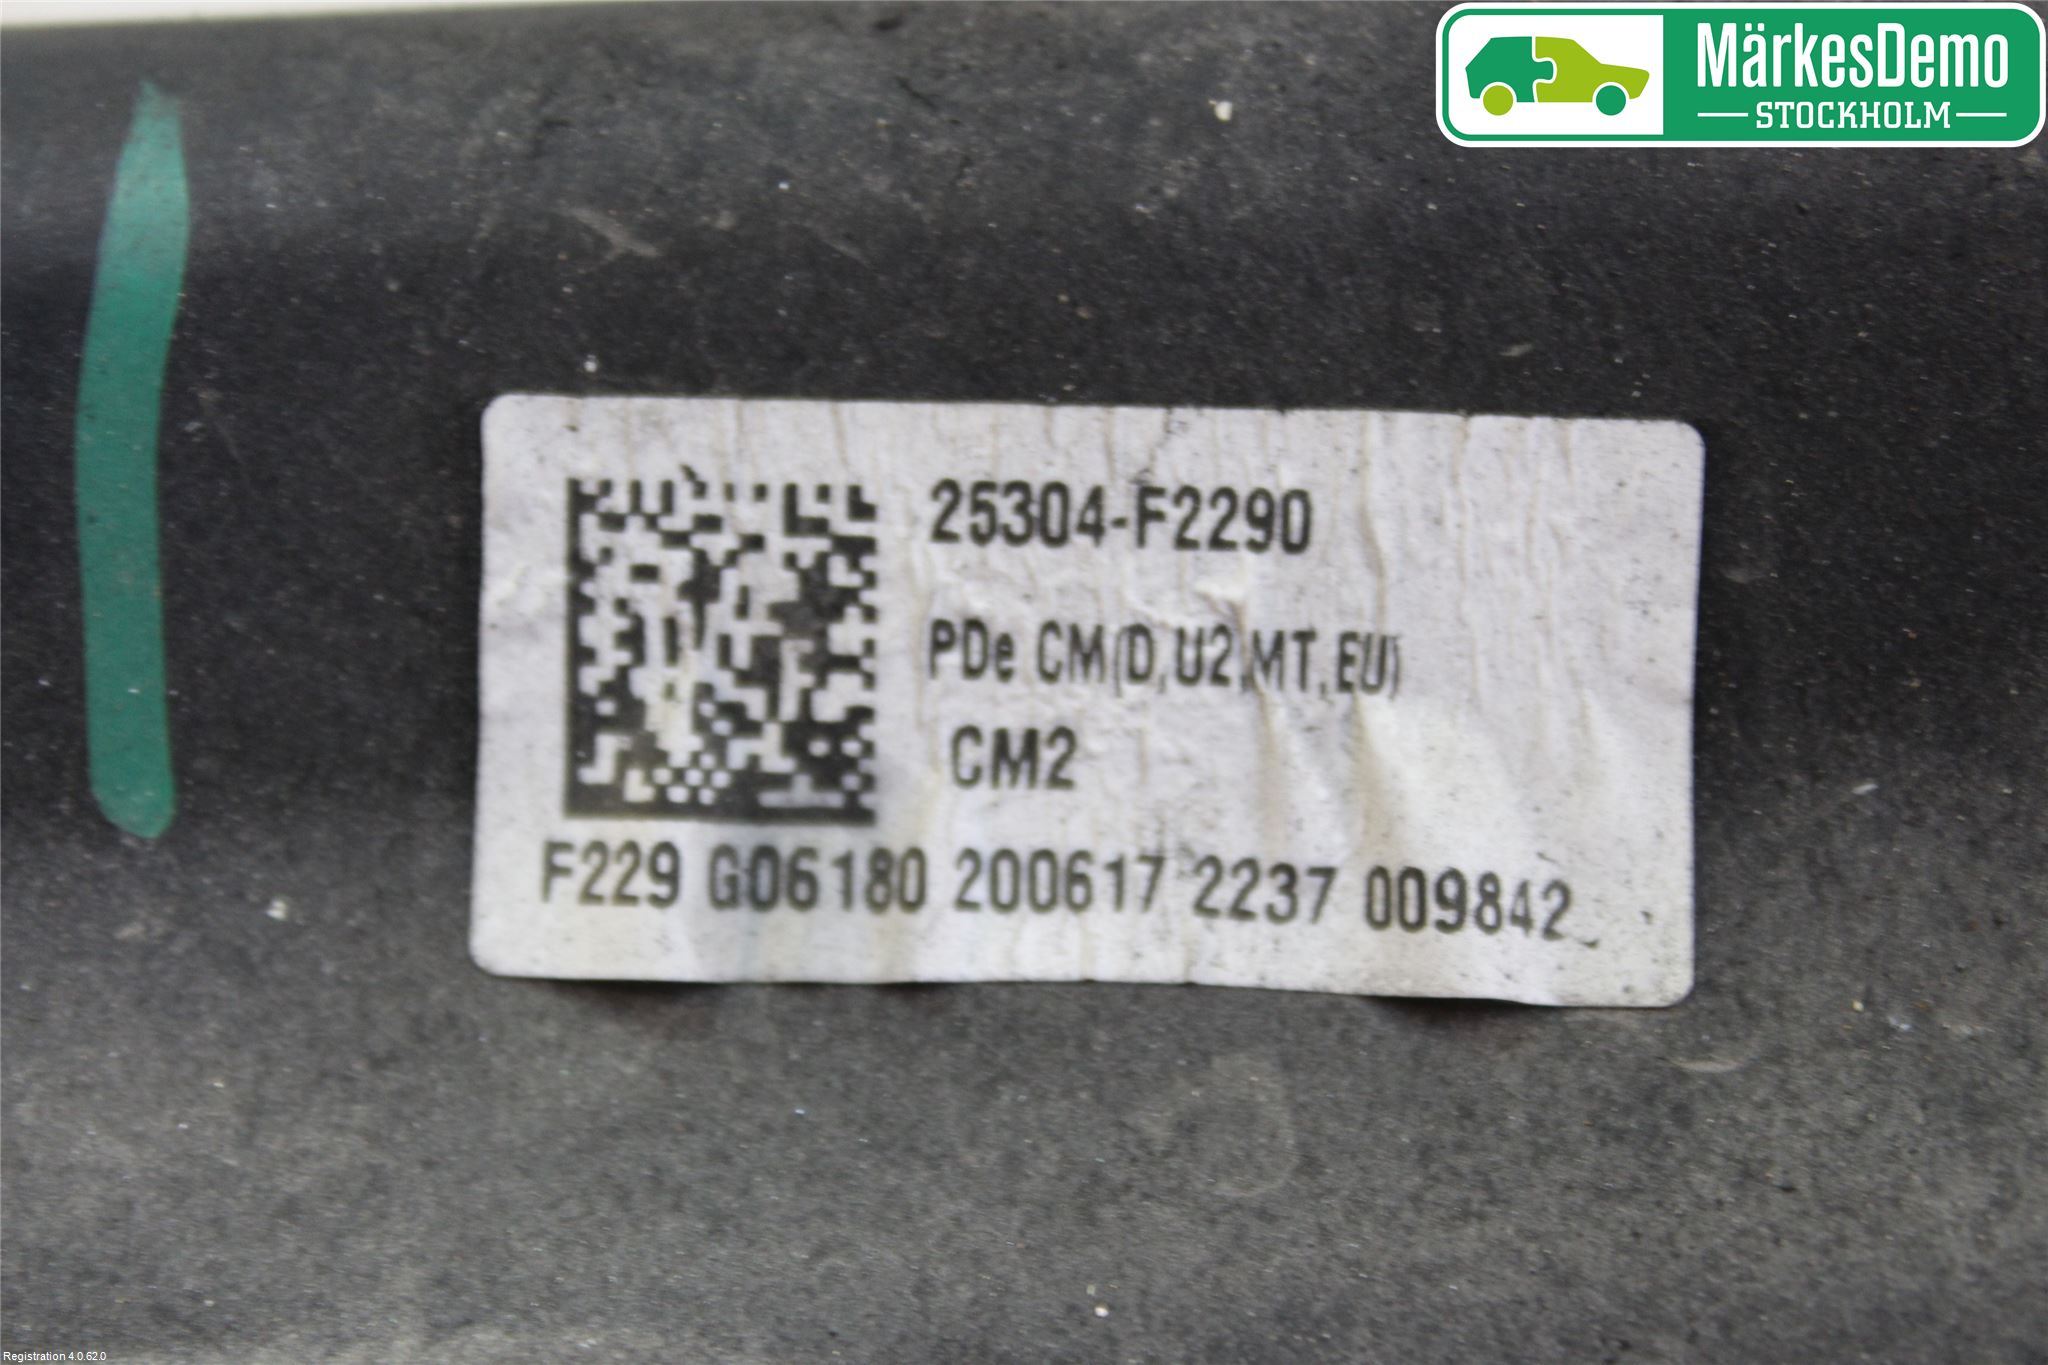 MärkesDemo
STOCKHOLM
25304-F2290
PDe CM(D,U2,MT,EU)
CM2
F229 G06180 200617 2237 009842
Registration 4.0.62.0